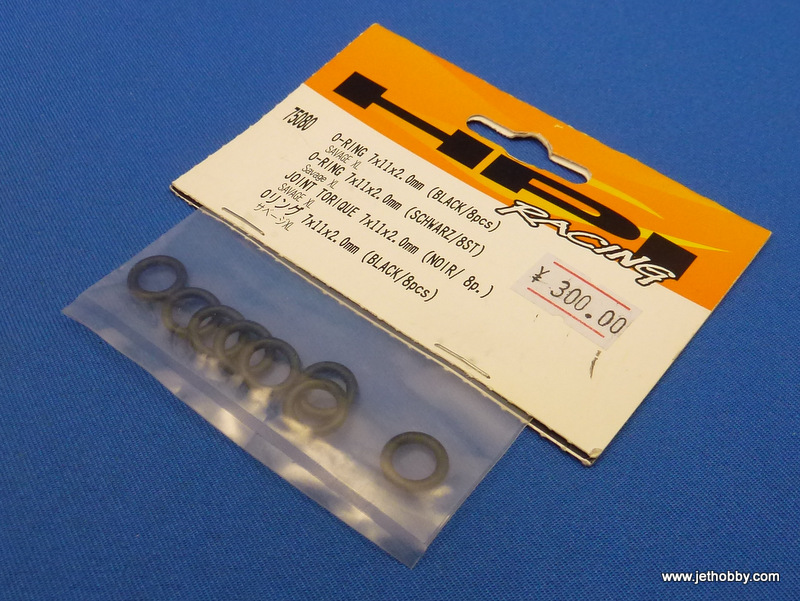 HPI
RACING
75080
O-RING 7x11x2.0mm (BLACK/8pcs)
SAVAGE XL
O-RING 7x11x2.0mm (SCHWARZ/8ST)
Savage XL
JOINT TORIQUE 7x11x2.0mm (NOIR/ 8p.)
SAVAGE XL
Oリング 7x11x2.0mm (BLACK/8pcs)
サベージXL
¥ 300.00
www.jethobby.com